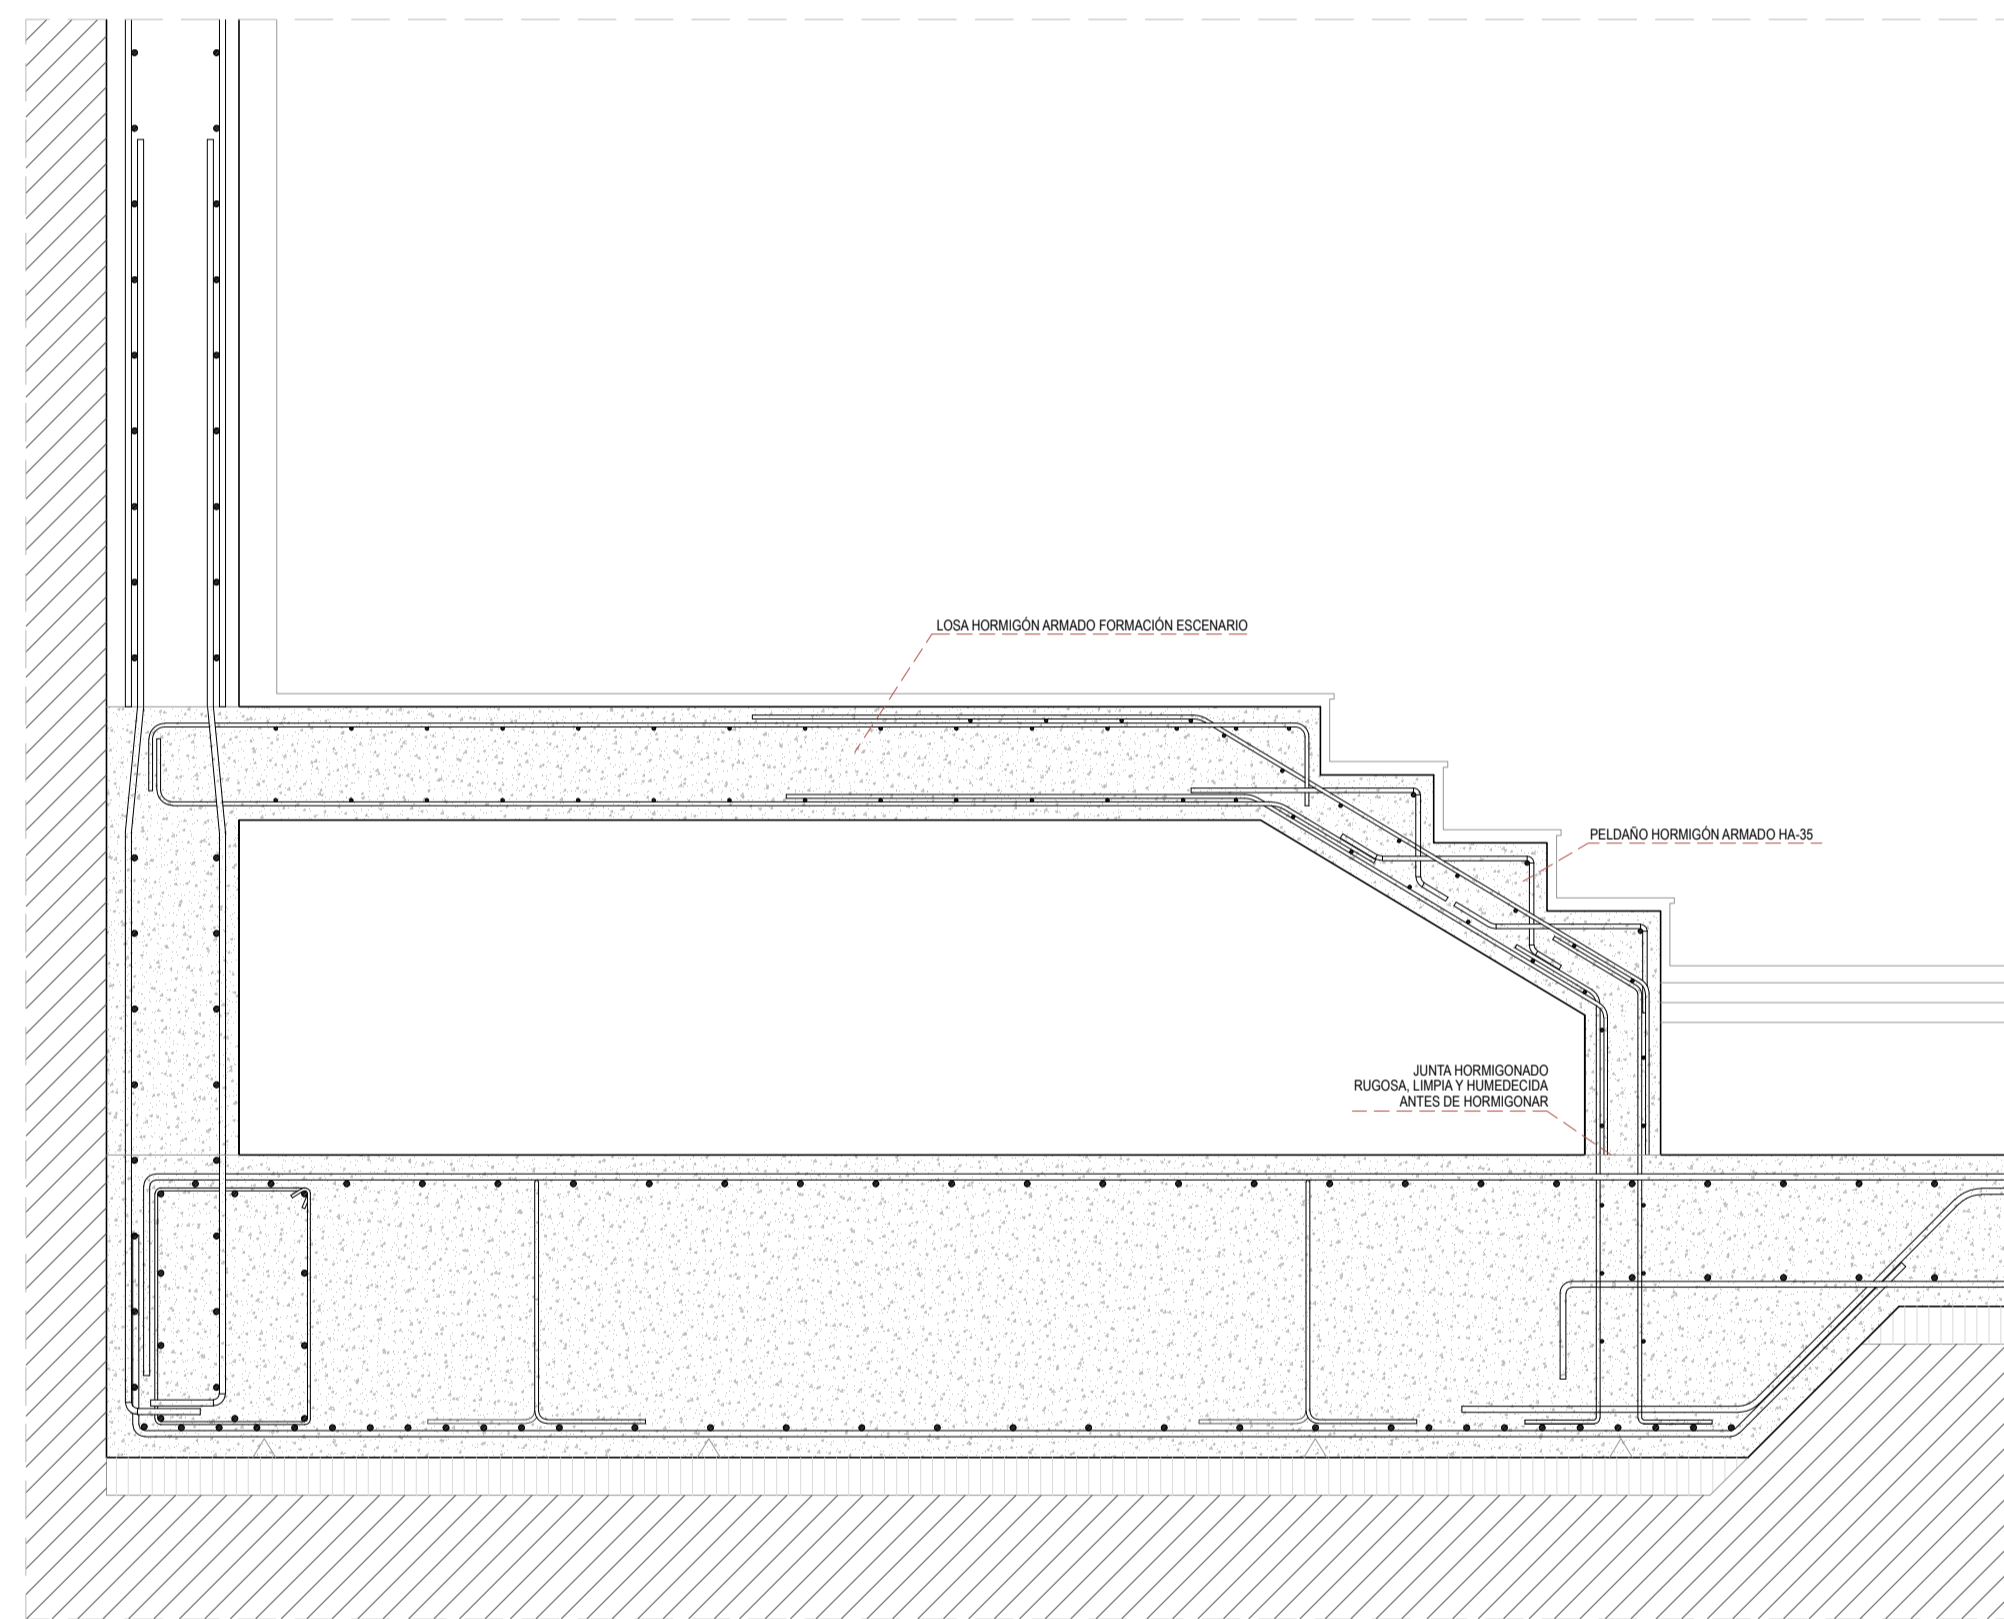 LOSA HORMIGÓN ARMADO FORMACIÓN ESCENARIO
PELDAÑO HORMIGÓN ARMADO HA-35
JUNTA HORMIGONADO
RUGOSA, LIMPIA Y HUMEDECIDA
ANTES DE HORMIGONAR